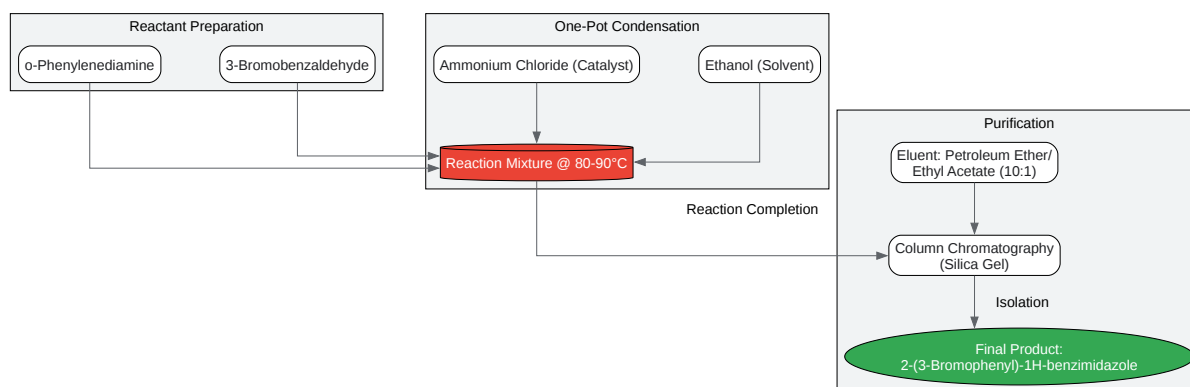 Reactant Preparation
o-Phenylenediamine
3-Bromobenzaldehyde
One-Pot Condensation
Ammonium Chloride (Catalyst)
Ethanol (Solvent)
Reaction Mixture @ 80-90°C
Reaction Completion
Purification
Eluent: Petroleum Ether/
Ethyl Acetate (10:1)
Column Chromatography
(Silica Gel)
Isolation
Final Product:
2-(3-Bromophenyl)-1H-benzimidazole